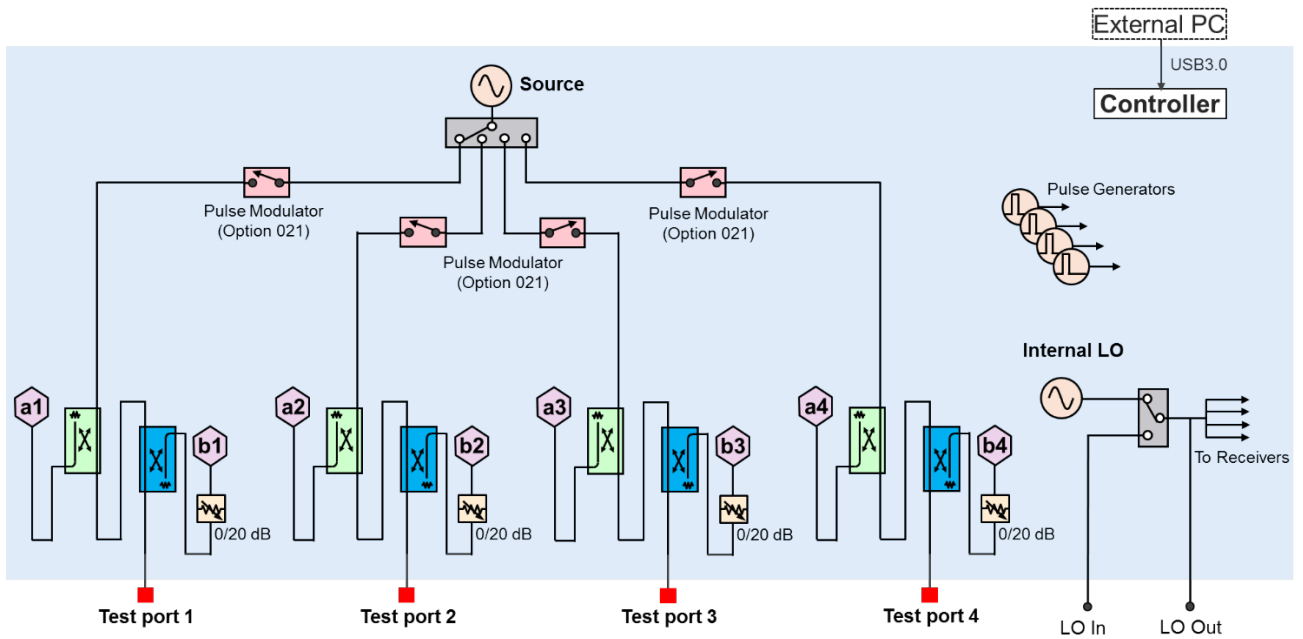 External PC
USB3.0
Controller
Source
Pulse Modulator
(Option 021)
Pulse Modulator
(Option 021)
Pulse Modulator
(Option 021)
Pulse Generators
Internal LO
a1
b1
a2
b2
a3
b3
a4
b4
To Receivers
0/20 dB
0/20 dB
0/20 dB
0/20 dB
Test port 1
Test port 2
Test port 3
Test port 4
LO In
LO Out